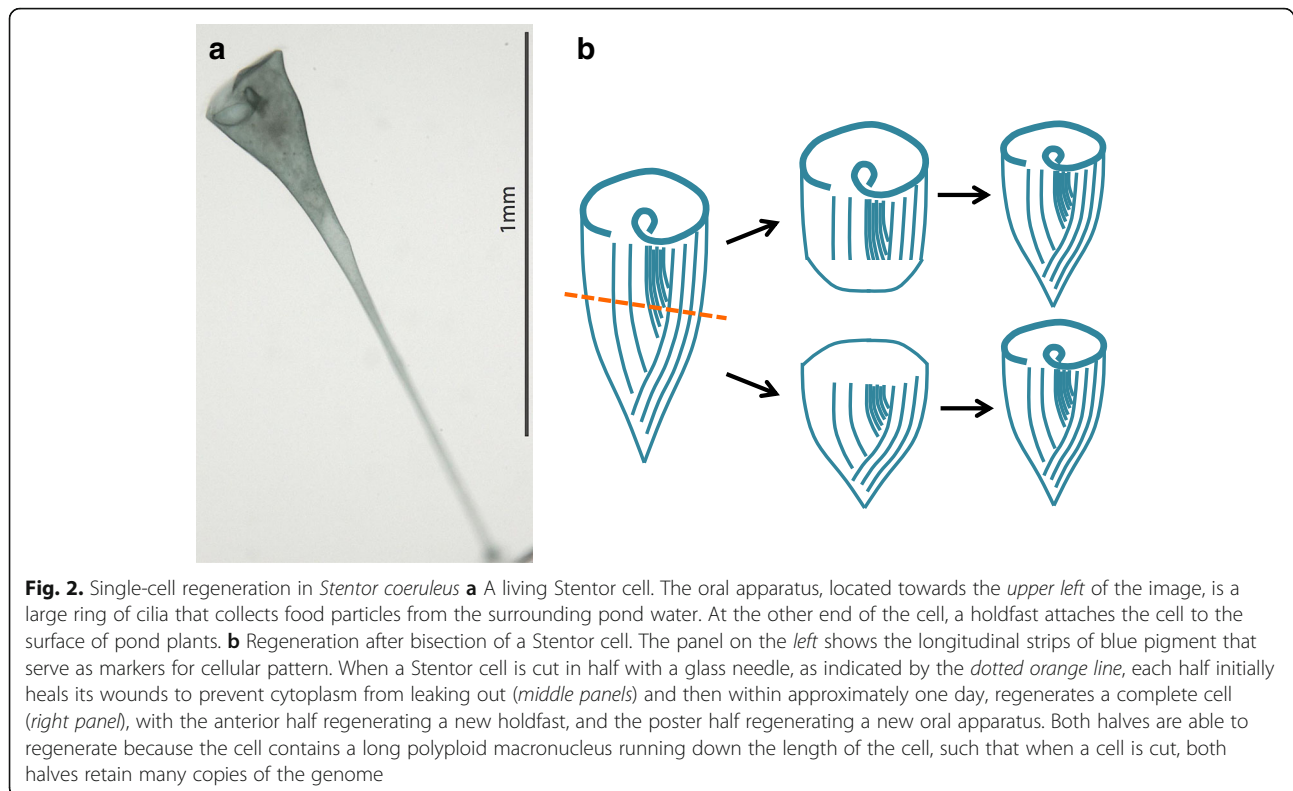 a
b
1mm
Fig. 2. Single-cell regeneration in Stentor coeruleus a A living Stentor cell. The oral apparatus, located towards the upper left of the image, is a
large ring of cilia that collects food particles from the surrounding pond water. At the other end of the cell, a holdfast attaches the cell to the
surface of pond plants. b Regeneration after bisection of a Stentor cell. The panel on the left shows the longitudinal strips of blue pigment that
serve as markers for cellular pattern. When a Stentor cell is cut in half with a glass needle, as indicated by the dotted orange line, each half initially
heals its wounds to prevent cytoplasm from leaking out (middle panels) and then within approximately one day, regenerates a complete cell
(right panel), with the anterior half regenerating a new holdfast, and the poster half regenerating a new oral apparatus. Both halves are able to
regenerate because the cell contains a long polyploid macronucleus running down the length of the cell, such that when a cell is cut, both
halves retain many copies of the genome